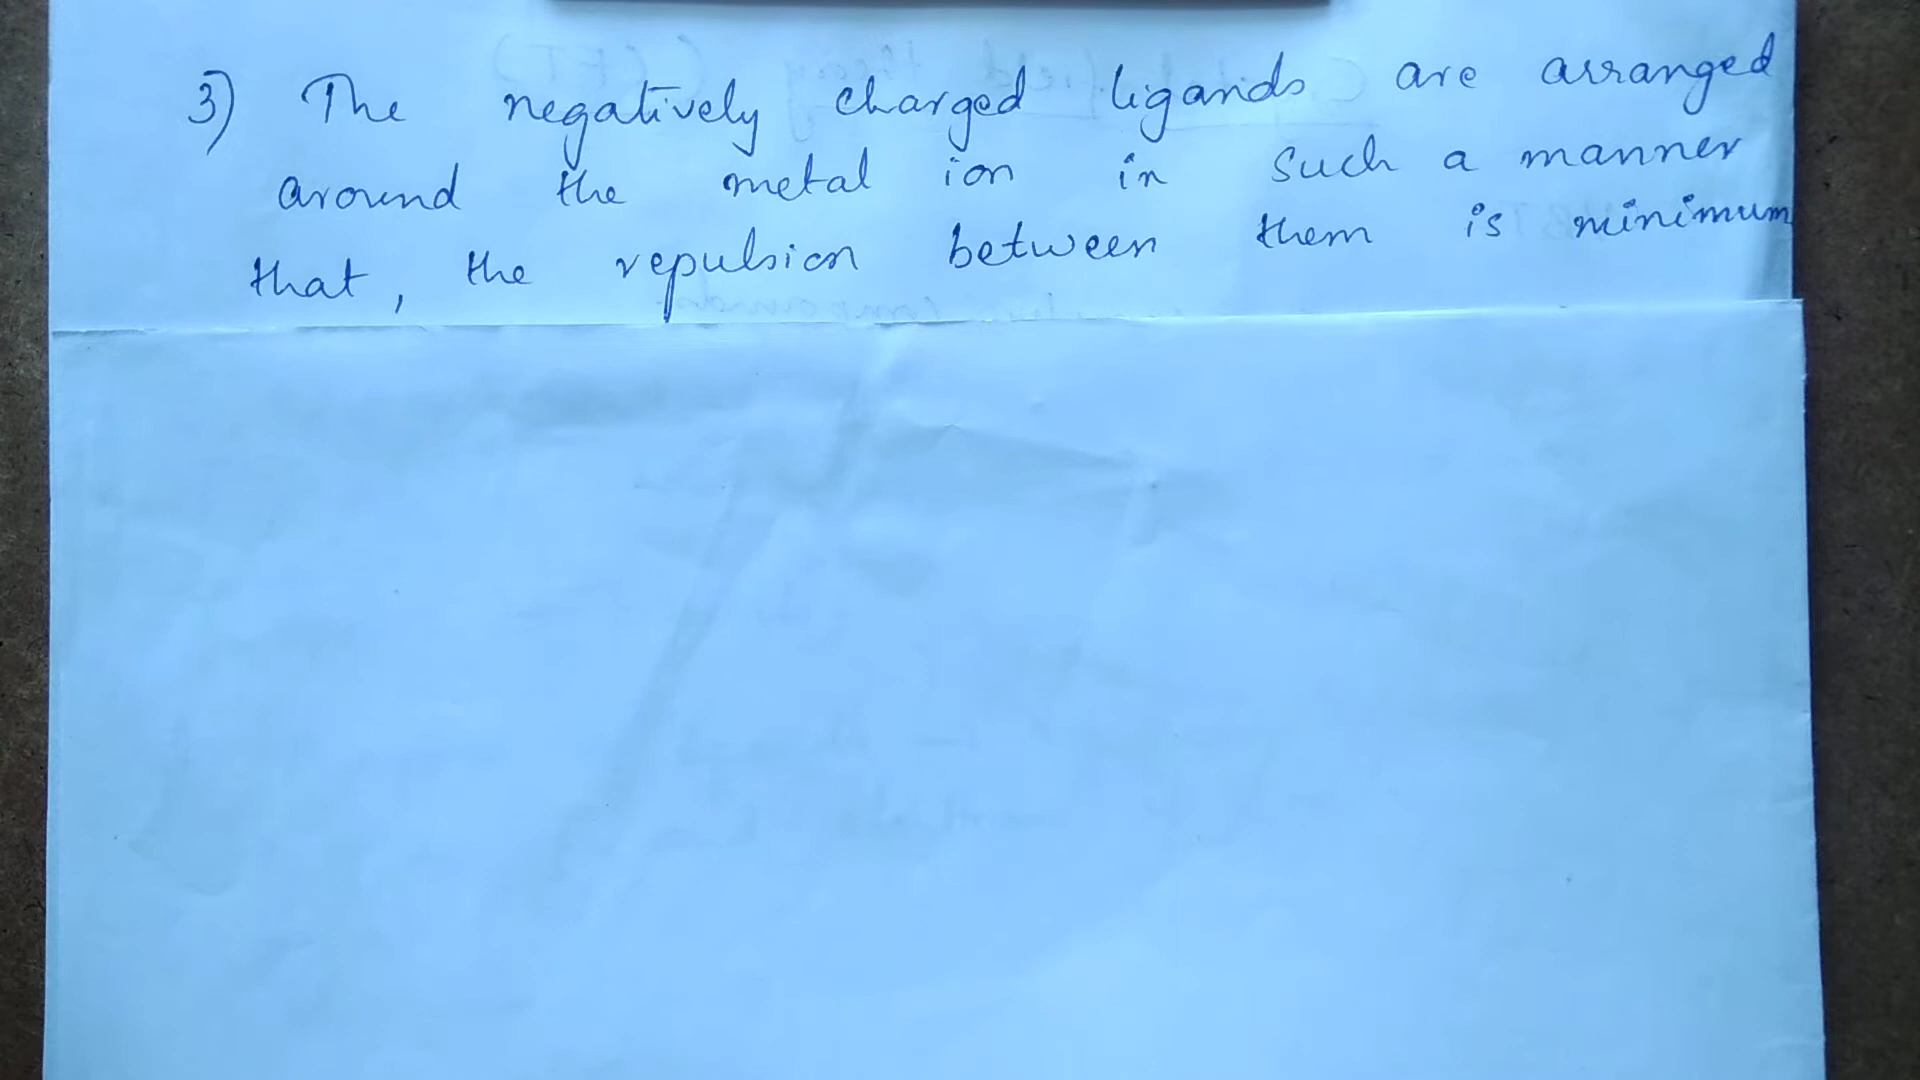 3) The negatively charged ligands are arranged
around the metal ion in such a manner
that, the repulsion between them is minimum